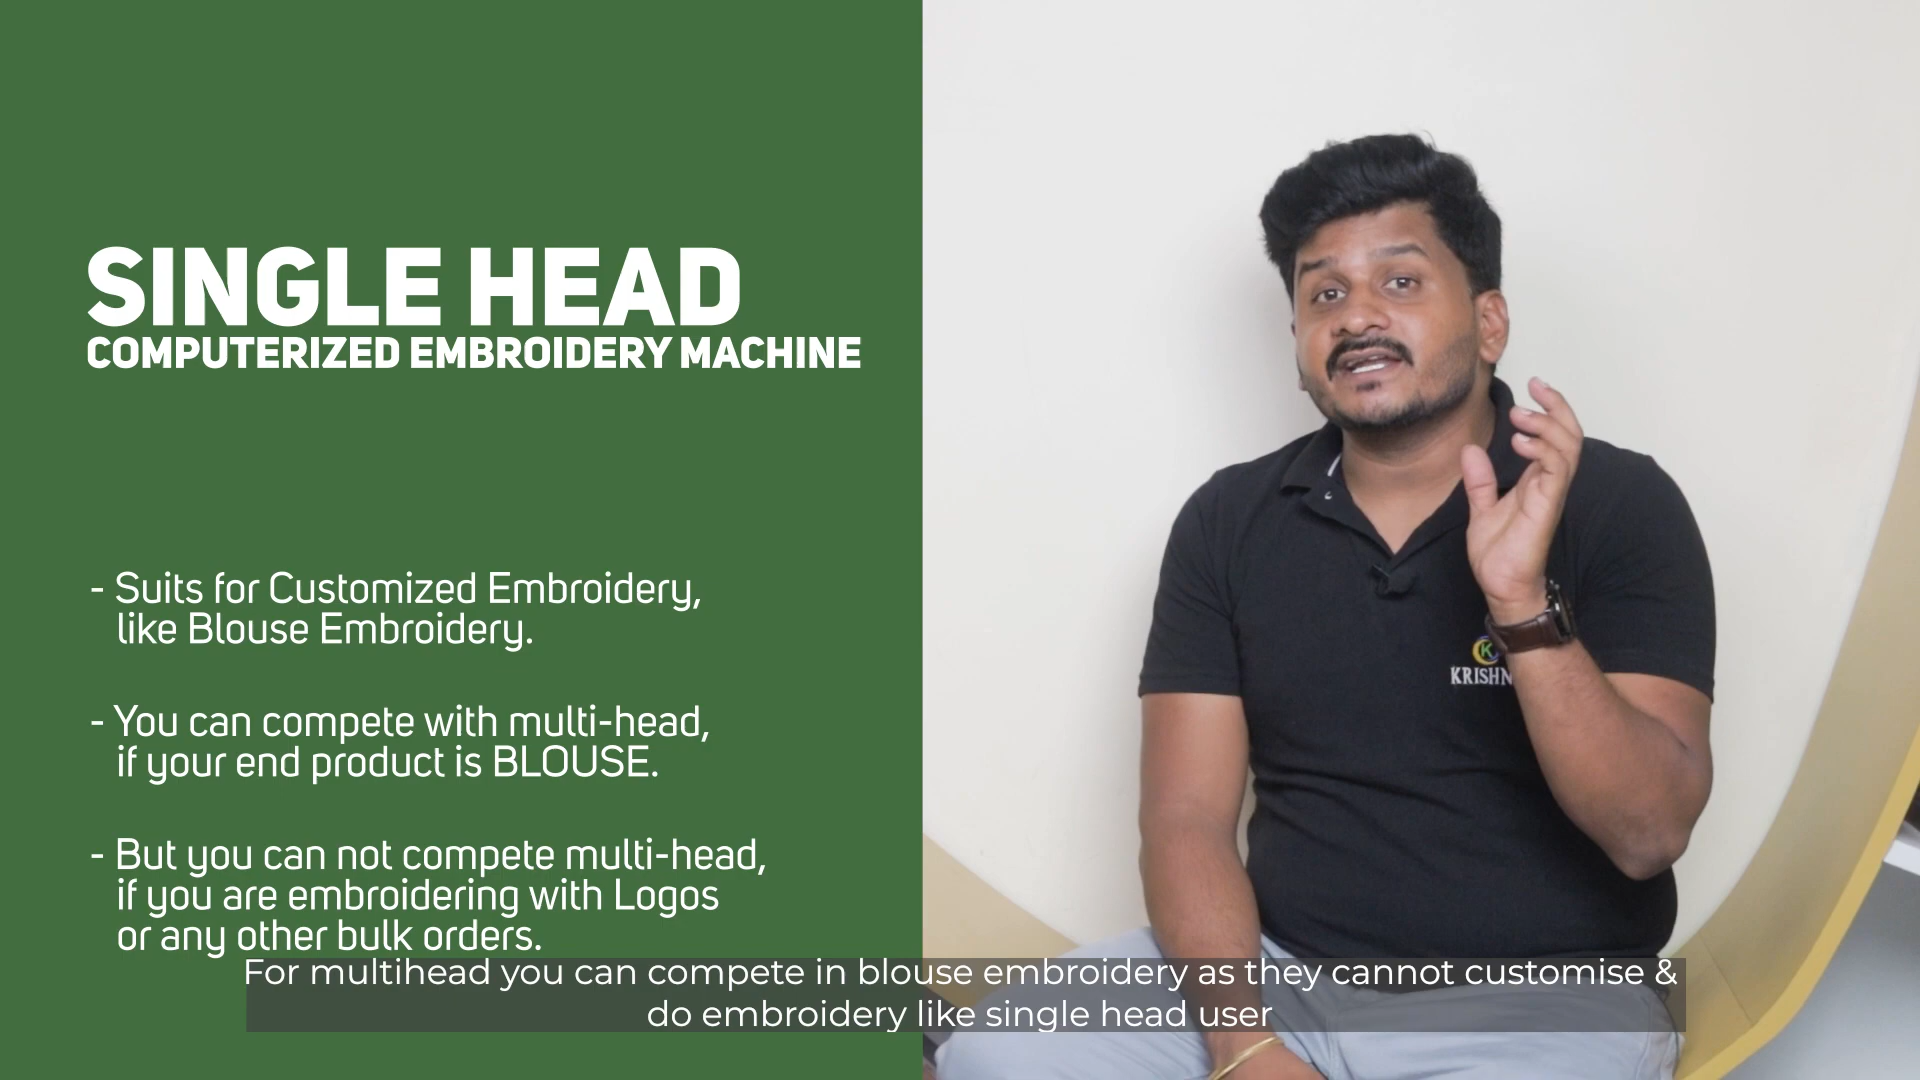 SINGLE HEAD
COMPUTERIZED EMBROIDERY MACHINE
- Suits for Customized Embroidery,
like Blouse Embroidery.
- You can compete with multi-head,
if your end product is BLOUSE.
- But you can not compete multi-head,
if you are embroidering with Logos
or any other bulk orders.
K
KRISHN
For multihead you can compete in blouse embroidery as they cannot customise &
do embroidery like single head user